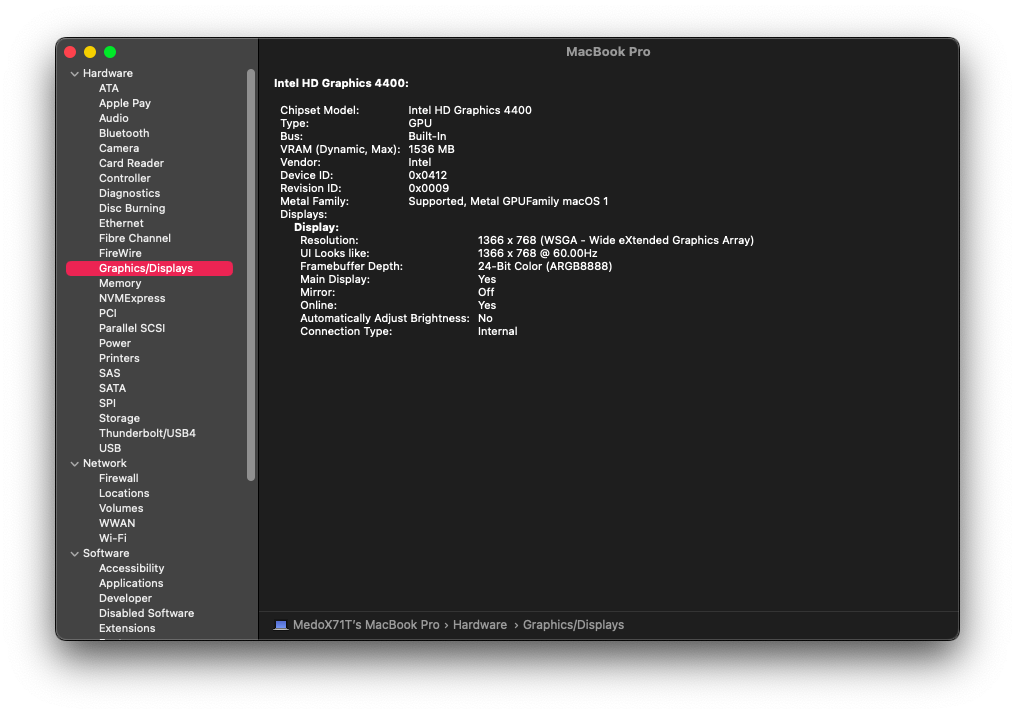 MacBook Pro
Hardware
ATA
Apple Pay
Audio
Bluetooth
Camera
Card Reader
Controller
Diagnostics
Disc Burning
Ethernet
Fibre Channel
FireWire
Graphics/Displays
Memory
NVMExpress
PCI
Parallel SCSI
Power
Printers
SAS
SATA
SPI
Storage
Thunderbolt/USB4
USB
Network
Firewall
Locations
Volumes
WWAN
Wi-Fi
Software
Accessibility
Applications
Developer
Disabled Software
Extensions
Intel HD Graphics 4400:
Chipset Model: Intel HD Graphics 4400
Type: GPU
Bus: Built-In
VRAM (Dynamic, Max): 1536 MB
Vendor: Intel
Device ID: 0x0412
Revision ID: 0x0009
Metal Family: Supported, Metal GPUFamily macOS 1
Displays:
Display:
Resolution: 1366 x 768 (WSGA - Wide eXtended Graphics Array)
UI Looks like: 1366 x 768 @ 60.00Hz
Framebuffer Depth: 24-Bit Color (ARGB8888)
Main Display: Yes
Mirror: Off
Online: Yes
Automatically Adjust Brightness: No
Connection Type: Internal
MedoX71T's MacBook Pro › Hardware › Graphics/Displays